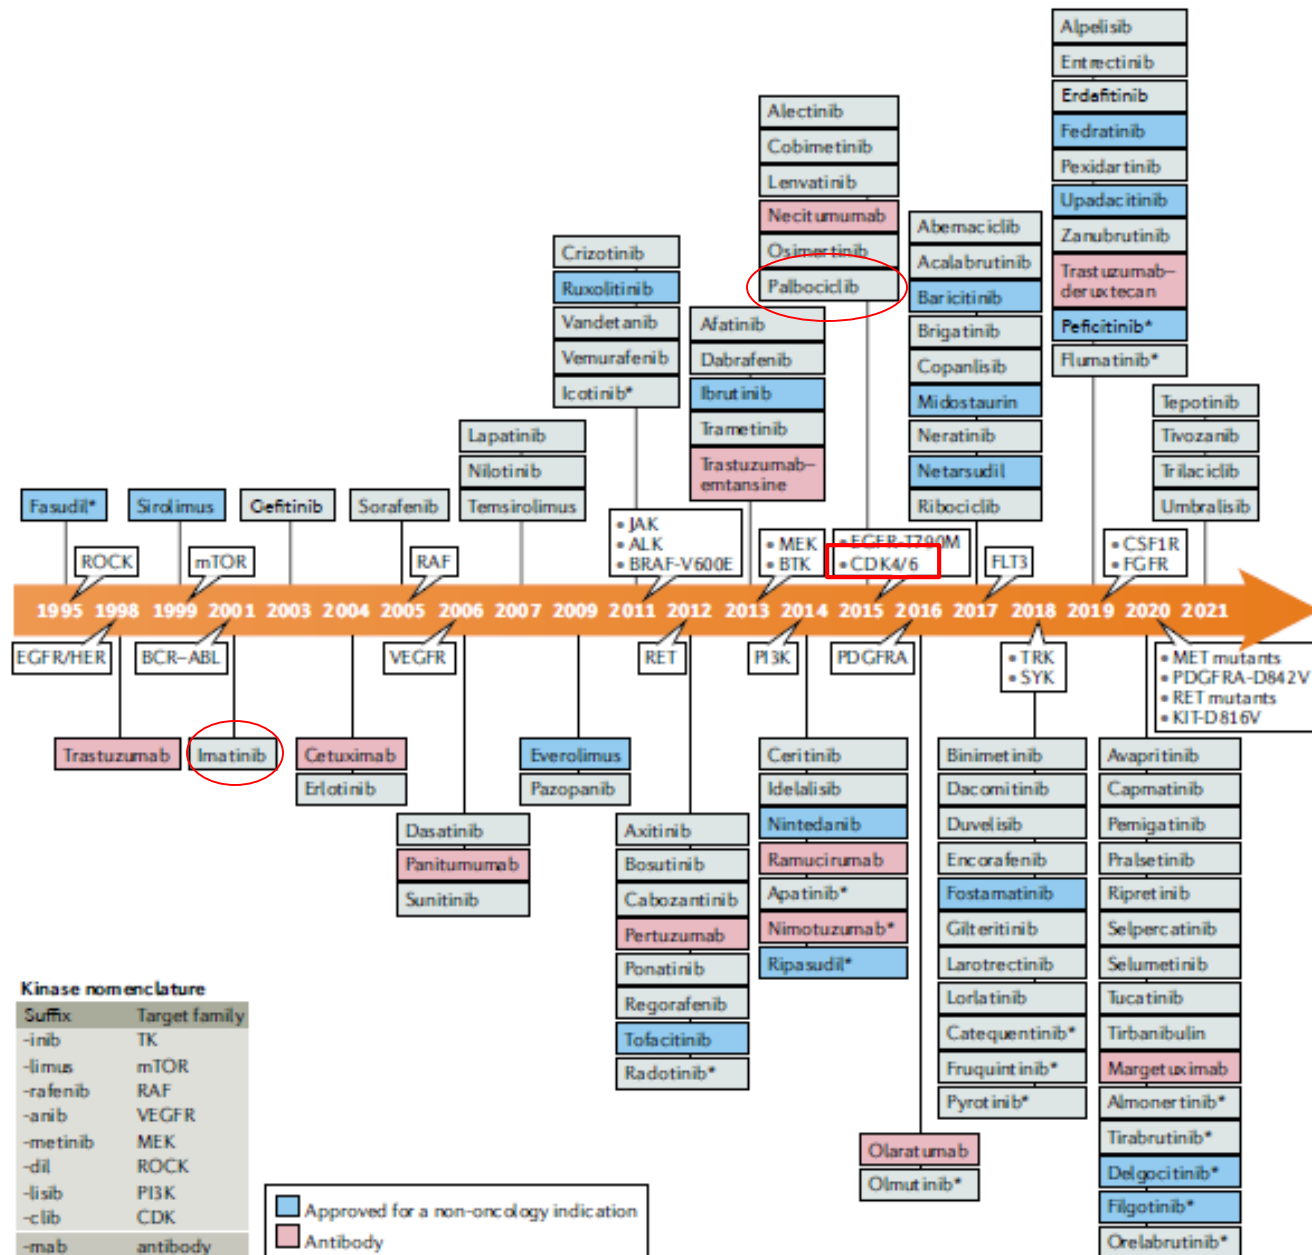 Alpelisib
Entrectinib
Erdafitinib
Fedratinib
Pexidartinib
Upadacitinib
Zanubrutinib
Trastuzumab–
deruxtecan
Peficitinib*
Flumatinib*
Alectinib
Cobimetinib
Lenvatinib
Necitumumab
Osimertinib
Palbociclib
Abemaciclib
Acalabrutinib
Baricitinib
Brigatinib
Copanlisib
Midostaurin
Neratinib
Netarsudil
Ribociclib
Crizotinib
Ruxolitinib
Vandetanib
Vemurafenib
Icotinib*
Afatinib
Dabrafenib
Ibrutinib
Trametinib
Trastuzumab–
emtansine
Tepotinib
Tivozanib
Trilaciclib
Umbralisib
Lapatinib
Nilotinib
Temsirolimus
Fasudil*
Sirolimus
Gefitinib
Sorafenib
ROCK
mTOR
RAF
• JAK
• ALK
• BRAF-V600E
• MEK
• BTK
• EGFR-T790M
• CDK4/6
FLT3
• CSF1R
• FGFR
1995 1998 1999 2001 2003 2004 2005 2006 2007 2009 2011 2012 2013 2014 2015 2016 2017 2018 2019 2020 2021
EGFR/HER
BCR–ABL
VEGFR
RET
PI3K
PDGFRA
• TRK
• SYK
• MET mutants
• PDGFRA-D842V
• RET mutants
• KIT-D816V
Trastuzumab
Imatinib
Cetuximab
Erlotinib
Dasatinib
Panitumumab
Sunitinib
Everolimus
Pazopanib
Axitinib
Bosutinib
Cabozantinib
Pertuzumab
Ponatinib
Regorafenib
Tofacitinib
Radotinib*
Ceritinib
Idelalisib
Nintedanib
Ramucirumab
Apatinib*
Nimotuzumab*
Ripasudil*
Olaratumab
Olmutinib*
Binimetinib
Dacomitinib
Duvelisib
Encorafenib
Fostamatinib
Gilteritinib
Larotrectinib
Lorlatinib
Catequentinib*
Fruquintinib*
Pyrotinib*
Avapritinib
Capmatinib
Pemigatinib
Pralsetinib
Ripretinib
Selpercatinib
Selumetinib
Tucatinib
Tirbanibulin
Margetuximab
Almonertinib*
Tirabrutinib*
Delgocitinib*
Filgotinib*
Orelabrutinib*
Kinase nomenclature
Suffix Target family
-inib TK
-limus mTOR
-rafenib RAF
-anib VEGFR
-metinib MEK
-dil ROCK
-lisib PI3K
-clib CDK
-mab antibody
Approved for a non-oncology indication
Antibody